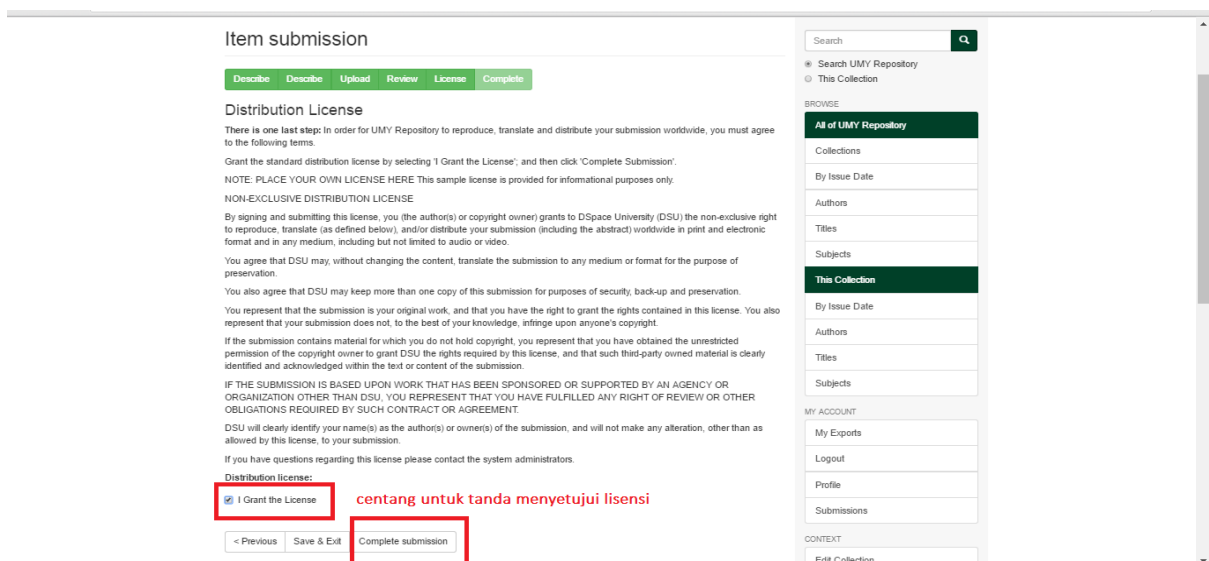 Item submission
Describe Describe Upload Review License Complete
Distribution License
There is one last step: In order for UMY Repository to reproduce, translate and distribute your submission worldwide, you must agree
to the following terms.
Grant the standard distribution license by selecting 'I Grant the License'; and then click 'Complete Submission'.
NOTE: PLACE YOUR OWN LICENSE HERE This sample license is provided for informational purposes only.
NON-EXCLUSIVE DISTRIBUTION LICENSE
By signing and submitting this license, you (the author(s) or copyright owner) grants to DSpace University (DSU) the non-exclusive right
to reproduce, translate (as defined below), and/or distribute your submission (including the abstract) worldwide in print and electronic
format and in any medium, including but not limited to audio or video.
You agree that DSU may, without changing the content, translate the submission to any medium or format for the purpose of
preservation.
You also agree that DSU may keep more than one copy of this submission for purposes of security, back-up and preservation.
You represent that the submission is your original work, and that you have the right to grant the rights contained in this license. You also
represent that your submission does not, to the best of your knowledge, infringe upon anyone's copyright.
If the submission contains material for which you do not hold copyright, you represent that you have obtained the unrestricted
permission of the copyright owner to grant DSU the rights required by this license, and that such third-party owned material is clearly
identified and acknowledged within the text or content of the submission.
IF THE SUBMISSION IS BASED UPON WORK THAT HAS BEEN SPONSORED OR SUPPORTED BY AN AGENCY OR
ORGANIZATION OTHER THAN DSU, YOU REPRESENT THAT YOU HAVE FULFILLED ANY RIGHT OF REVIEW OR OTHER
OBLIGATIONS REQUIRED BY SUCH CONTRACT OR AGREEMENT.
DSU will clearly identify your name(s) as the author(s) or owner(s) of the submission, and will not make any alteration, other than as
allowed by this license, to your submission.
If you have questions regarding this license please contact the system administrators.
Distribution license:
I Grant the License
centang untuk tanda menyetujui lisensi
< Previous Save & Exit Complete submission
Search
Search UMY Repository
This Collection
BROWSE
All of UMY Repository
Collections
By Issue Date
Authors
Titles
Subjects
This Collection
By Issue Date
Authors
Titles
Subjects
MY ACCOUNT
My Exports
Logout
Profile
Submissions
CONTEXT
Edit Collection